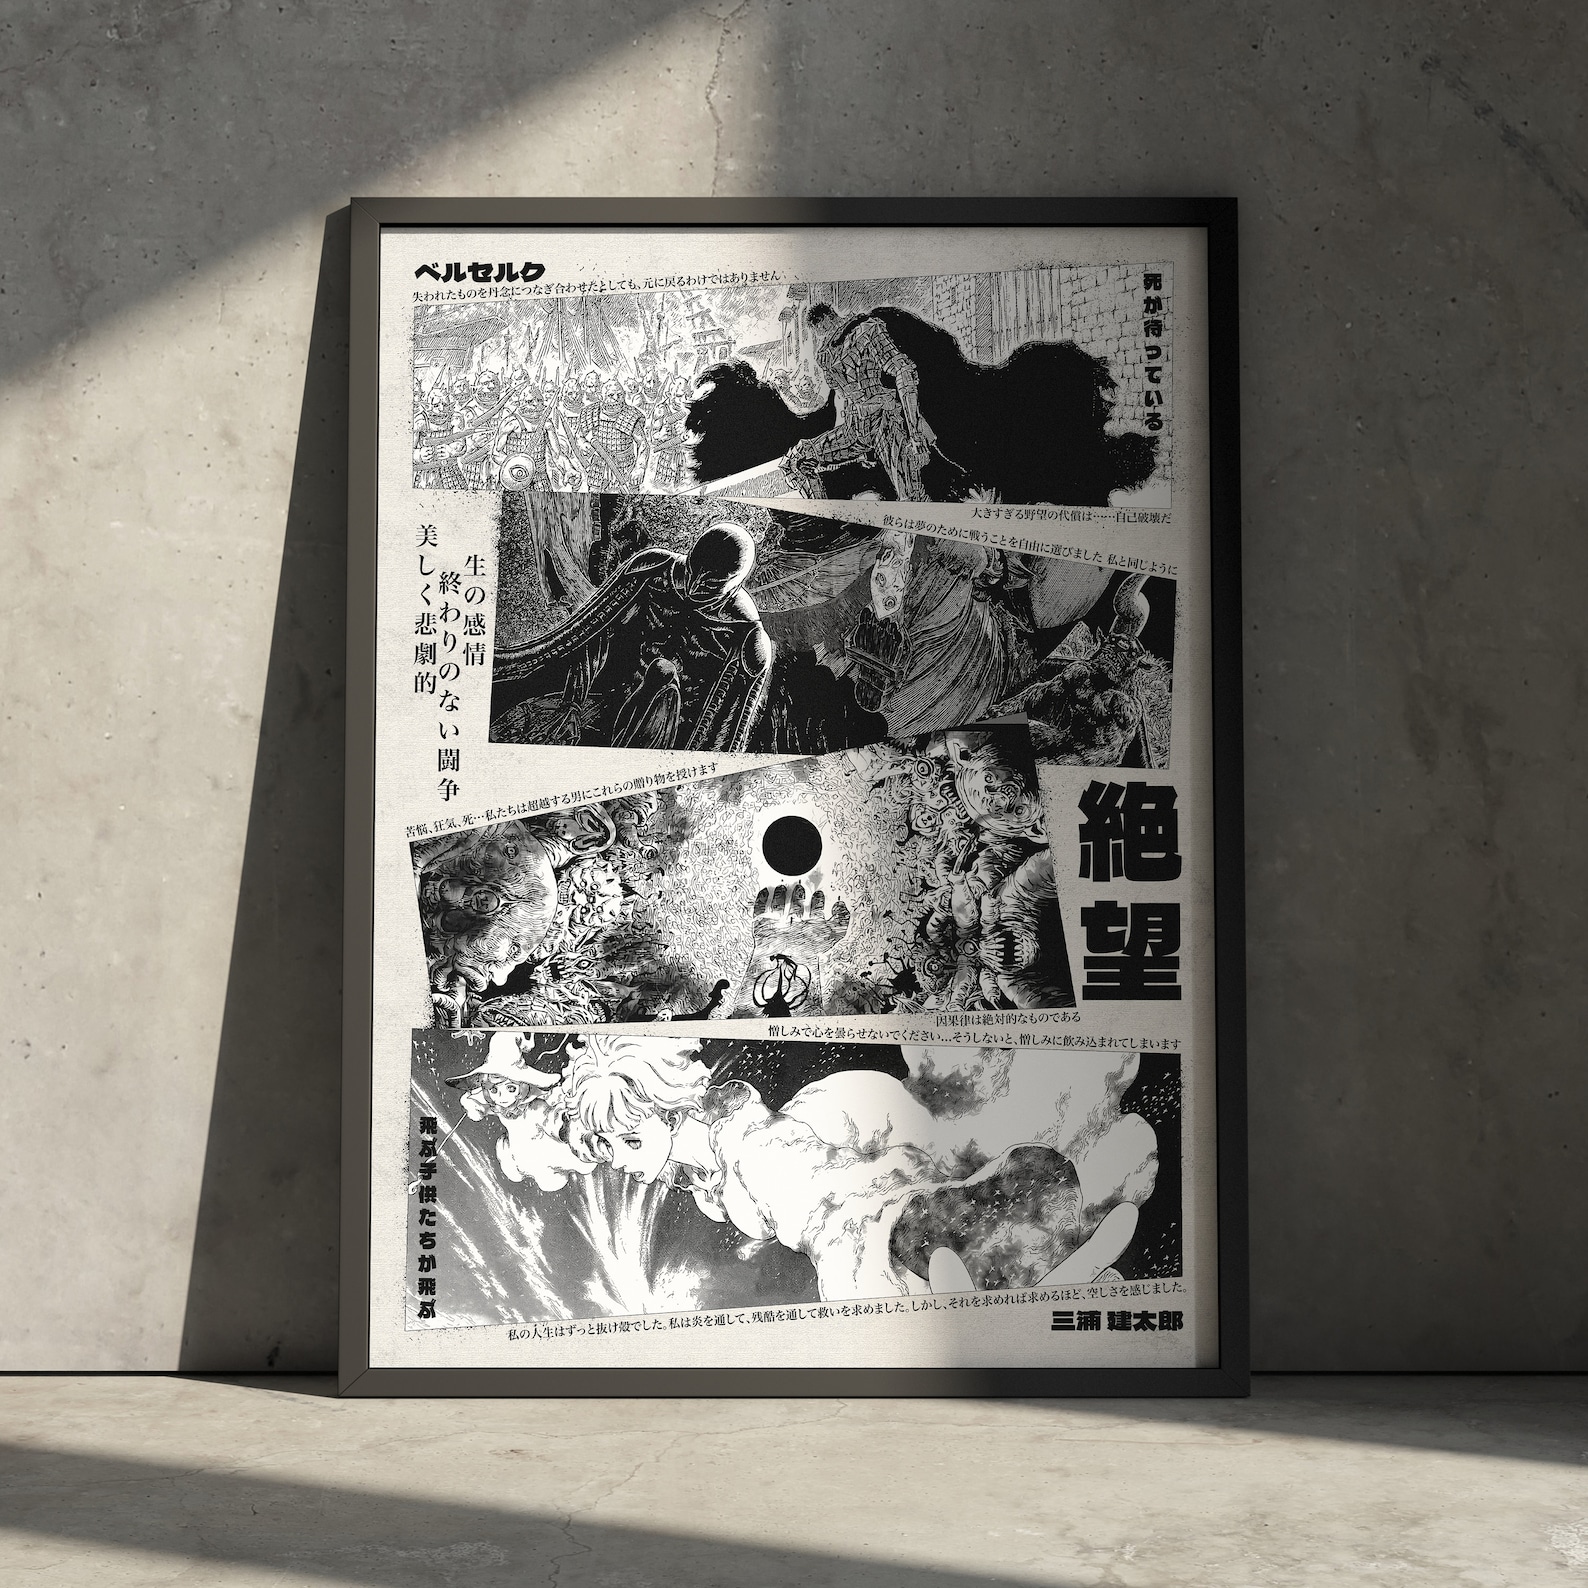 ベルセルク
失われたものを丹念につなぎ合わせたとしても、元に戻るわけではありません
死が待っている
大きすぎる野望の代償は……自己破壊だ
彼らは夢のために戦うことを自由に選びました 私と同じように
生の感情
終わりのない闘争
美しく悲劇的
苦悩、狂気、死…私たちは超越する男にこれらの贈り物を授けます
絶望
因果律は絶対的なものである
憎しみで心を曇らせないでください…そうしないと、憎しみに飲み込まれてしまいます
飛ぶ子供たちが飛ぶ
私の人生はずっと抜け殻でした。私は炎を通して、残酷を通して救いを求めました。しかし、それを求めれば求めるほど、空しさを感じました。
三浦 建太郎